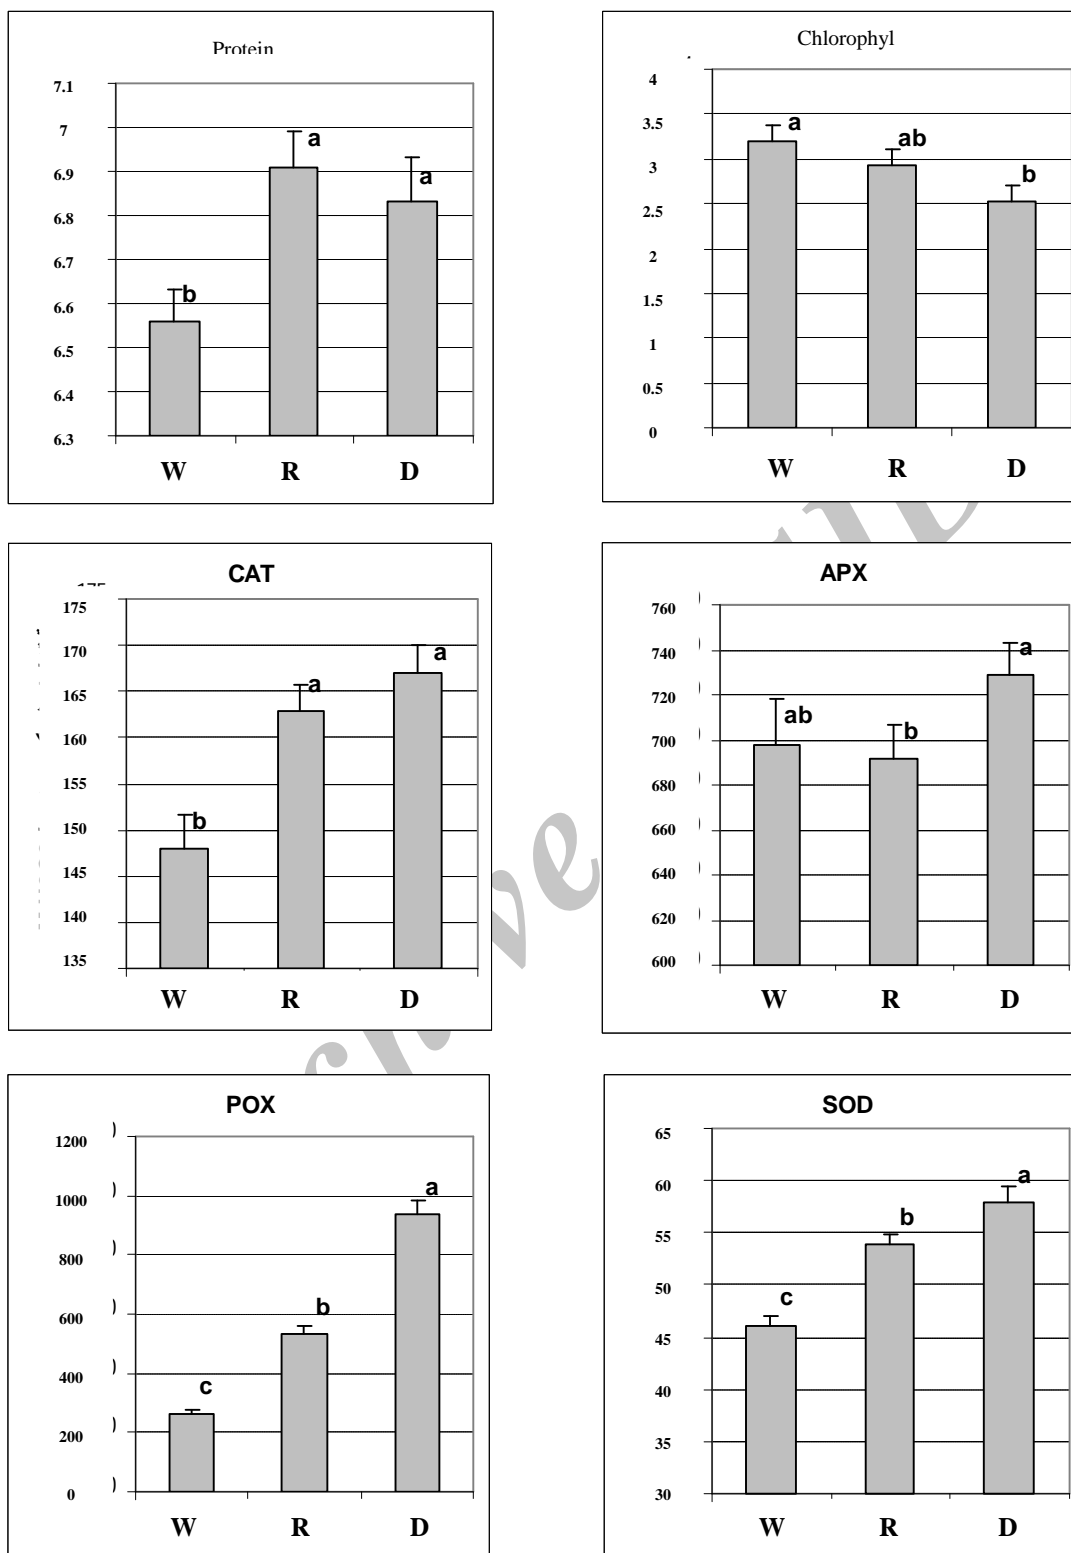 Protein
7.1
7
6.9
6.8
6.7
6.6
6.5
6.4
6.3
b
a
a
W R D
Chlorophyl
4
3.5
3
2.5
2
1.5
1
0.5
0
a
ab
b
W R D
CAT
175
175
170
165
160
155
150
145
140
135
b
a
a
W R D
APX
760
740
720
700
680
660
640
620
600
ab
b
a
W R D
POX
1200
1000
800
600
400
200
0
c
b
a
W R D
SOD
65
60
55
50
45
40
35
30
c
b
a
W R D